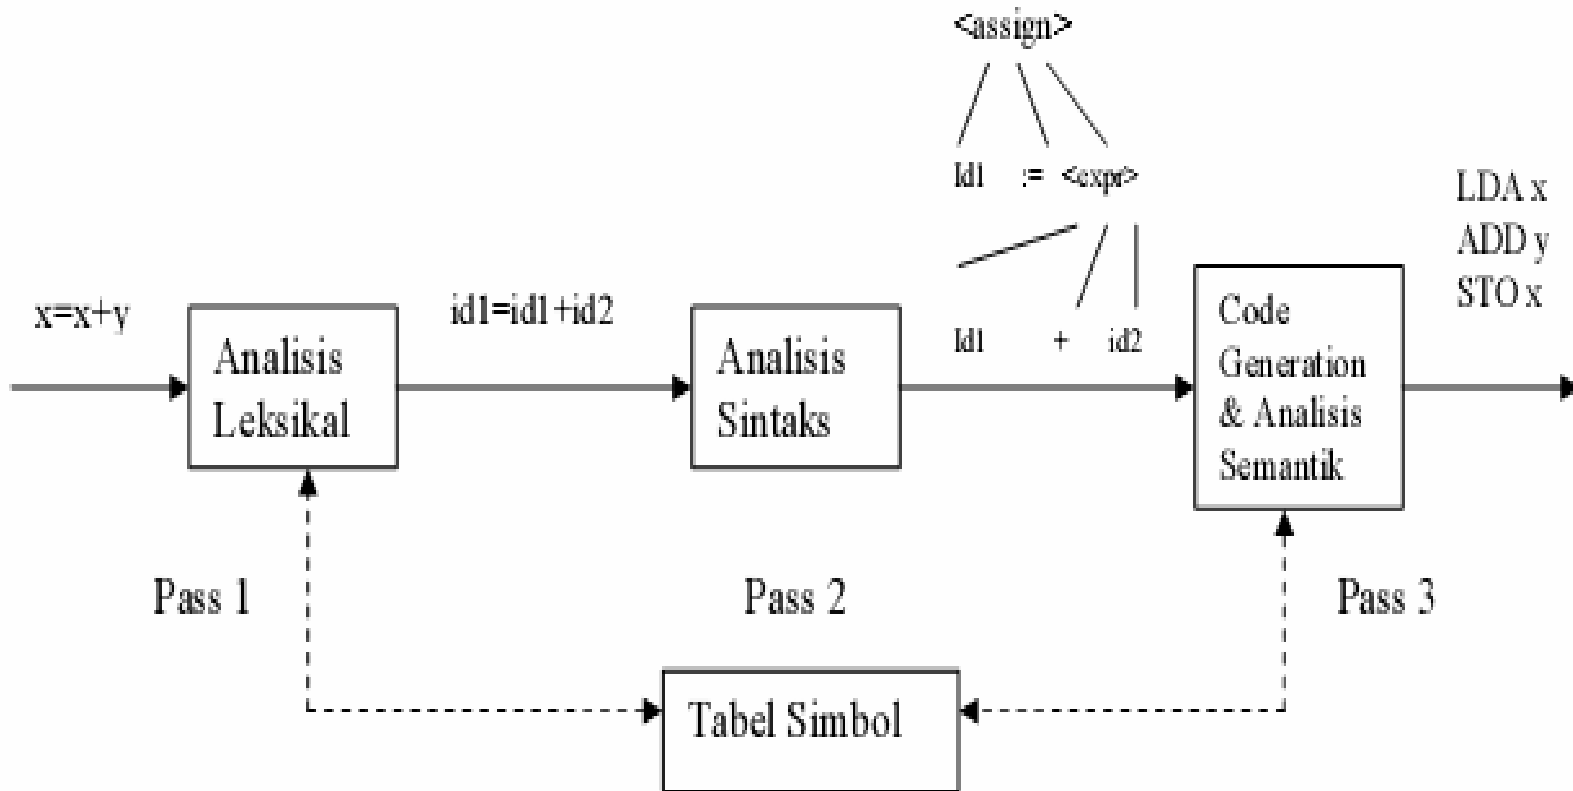 <assign>
Id1 := <expr>
Id1 + id2
x=x+y
id1=id1+id2
LDA x
ADD y
STO x
Analisis
Leksikal
Analisis
Sintaks
Code
Generation
& Analisis
Semantik
Pass 1
Pass 2
Pass 3
Tabel Simbol